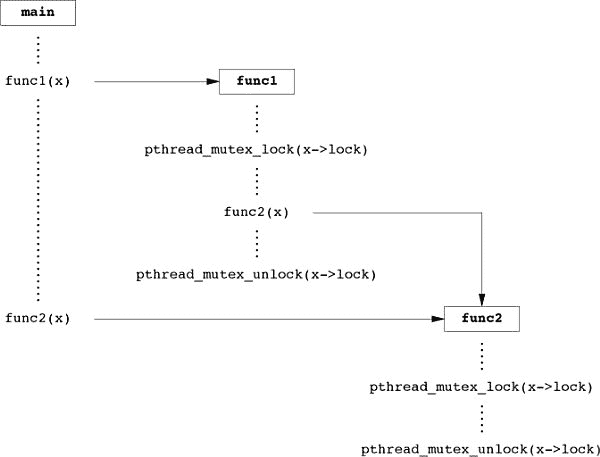 main
func1(x)
func1
pthread_mutex_lock(x->lock)
func2(x)
pthread_mutex_unlock(x->lock)
func2(x)
func2
pthread_mutex_lock(x->lock)
pthread_mutex_unlock(x->lock)